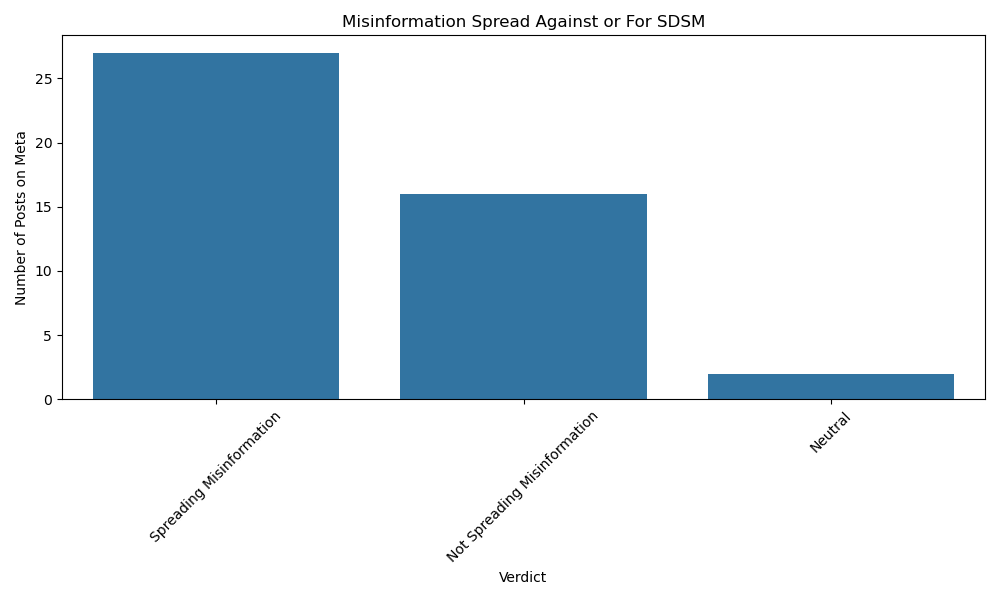 Misinformation Spread Against or For SDSM
Number of Posts on Meta
25
20
15
10
5
0
Spreading Misinformation
Not Spreading Misinformation
Neutral
Verdict